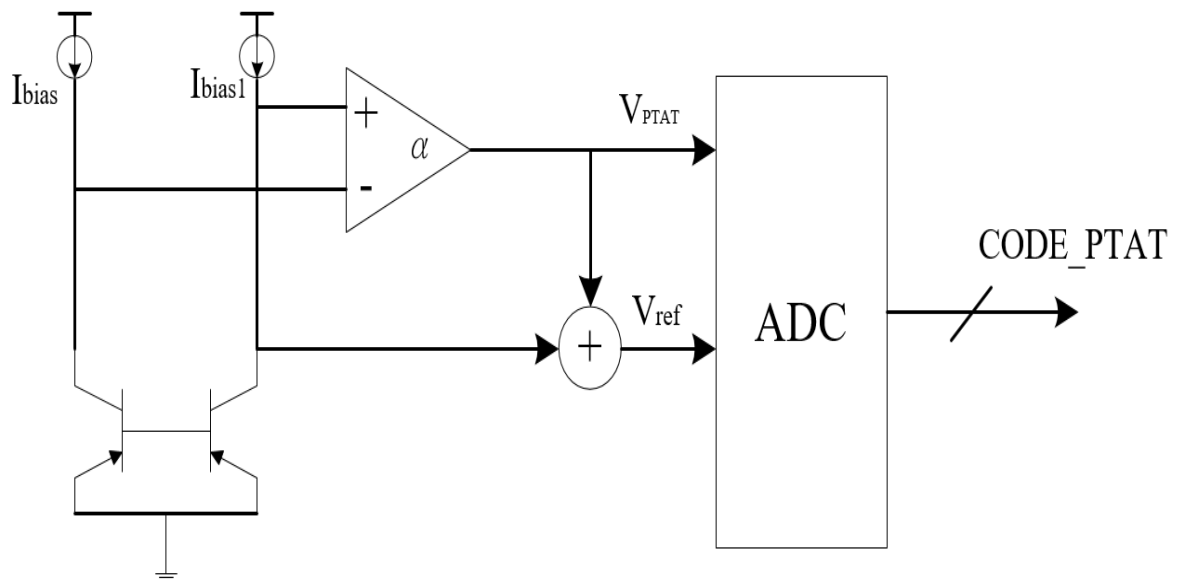 Ibias
Ibias1
+
α
-
VPTAT
+
Vref
ADC
CODE_PTAT